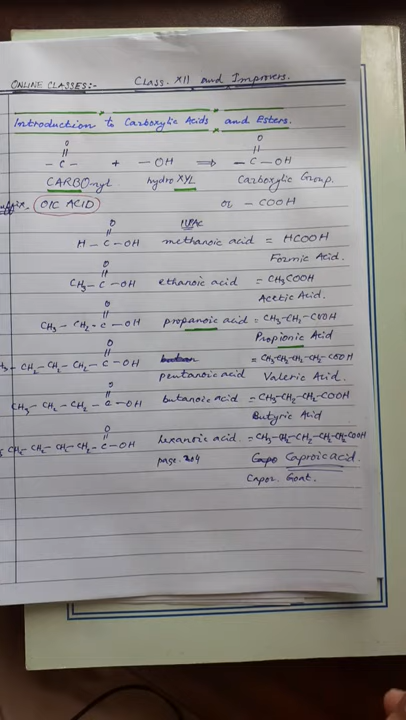 ONLINE CLASSES:- Class. XII and Improvers.
Introduction to Carboxylic Acids and Esters.
O O
|| ||
- C - + - OH ⇒ - C - OH
CARBOnyl hydroXYL Carboxylic Group.
suffix. OIC ACID or - COOH
O IUPAC
||
H - C - OH methanoic acid = HCOOH
Formic Acid.
O
||
CH3 - C - OH ethanoic acid = CH3COOH
Acetic Acid.
O
||
CH3 - CH2 - C - OH propanoic acid = CH3-CH2-COOH
Propionic Acid
O
||
3 - CH2 - CH2 - CH2 - C - OH = CH3-CH2-CH2-CH2-COOH
pentanoic acid Valeric Acid.
O
||
CH3 - CH2 - CH2 - C - OH butanoic acid = CH3-CH2-CH2-COOH
Butyric Acid
O
||
CH2 - CH2 - CH2 - CH2 - C - OH hexanoic acid. = CH3-CH2-CH2-CH2-CH2-COOH
page. 204 Caproic acid.
Capor. Goat.